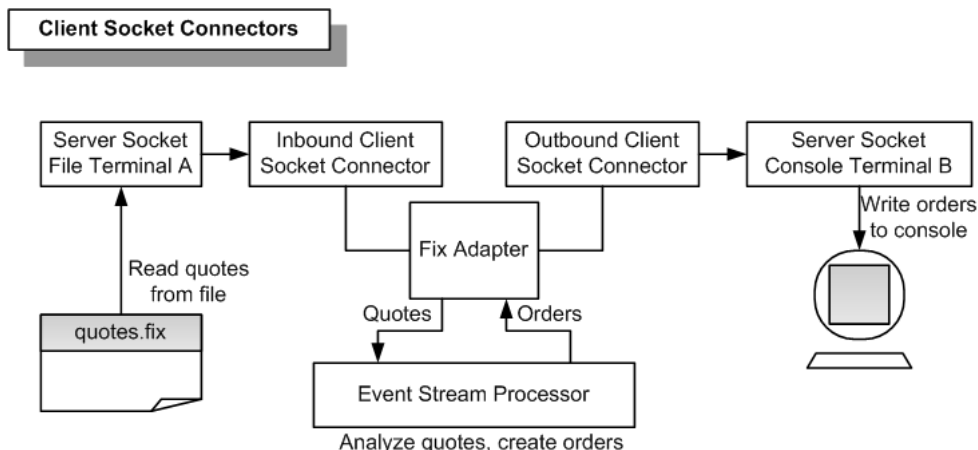 Client Socket Connectors
Server Socket
File Terminal A
Inbound Client
Socket Connector
Outbound Client
Socket Connector
Server Socket
Console Terminal B
Write orders
to console
Fix Adapter
Read quotes
from file
Quotes
Orders
quotes.fix
Event Stream Processor
Analyze quotes, create orders